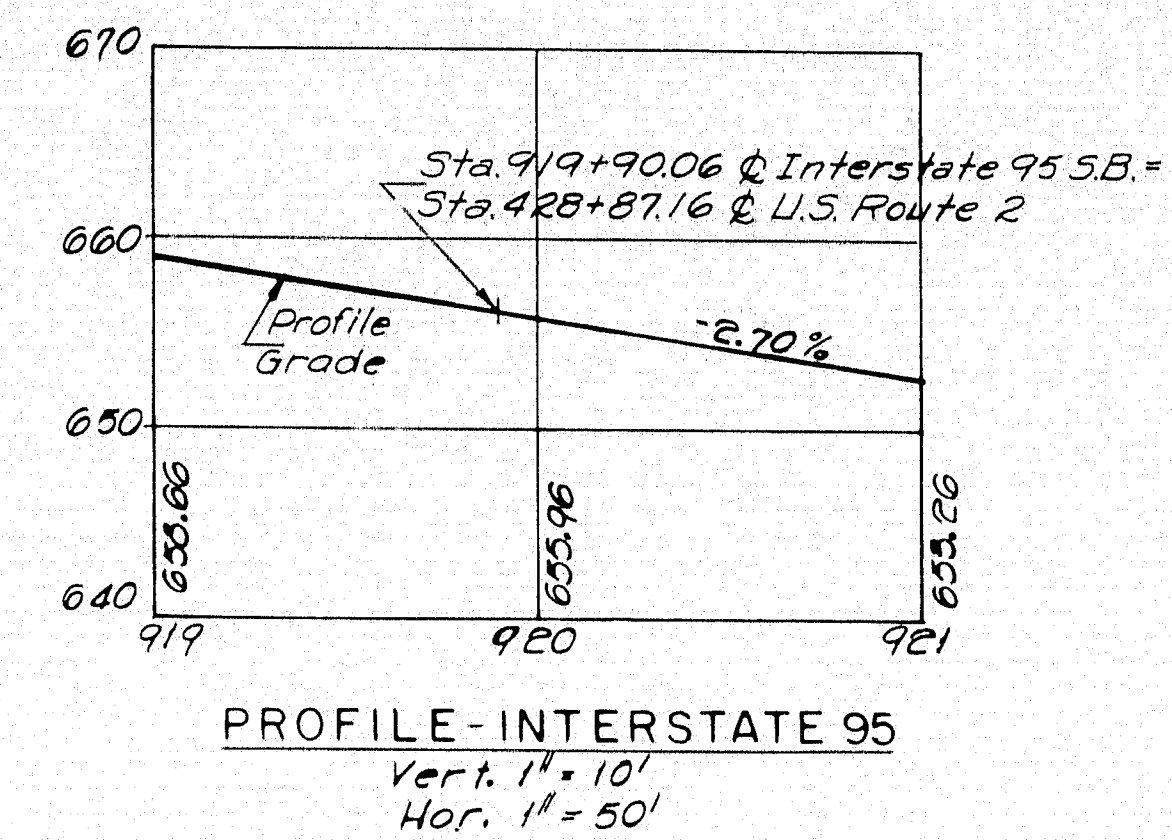 670
Sta. 919+90.06 ℄ Interstate 95 S.B. =
Sta. 428+87.16 ℄ U.S. Route 2
660
Profile
Grade
-2.70%
650
658.66
655.96
653.26
640
919
920
921
PROFILE - INTERSTATE 95
Vert. 1" = 10'
Hor. 1" = 50'